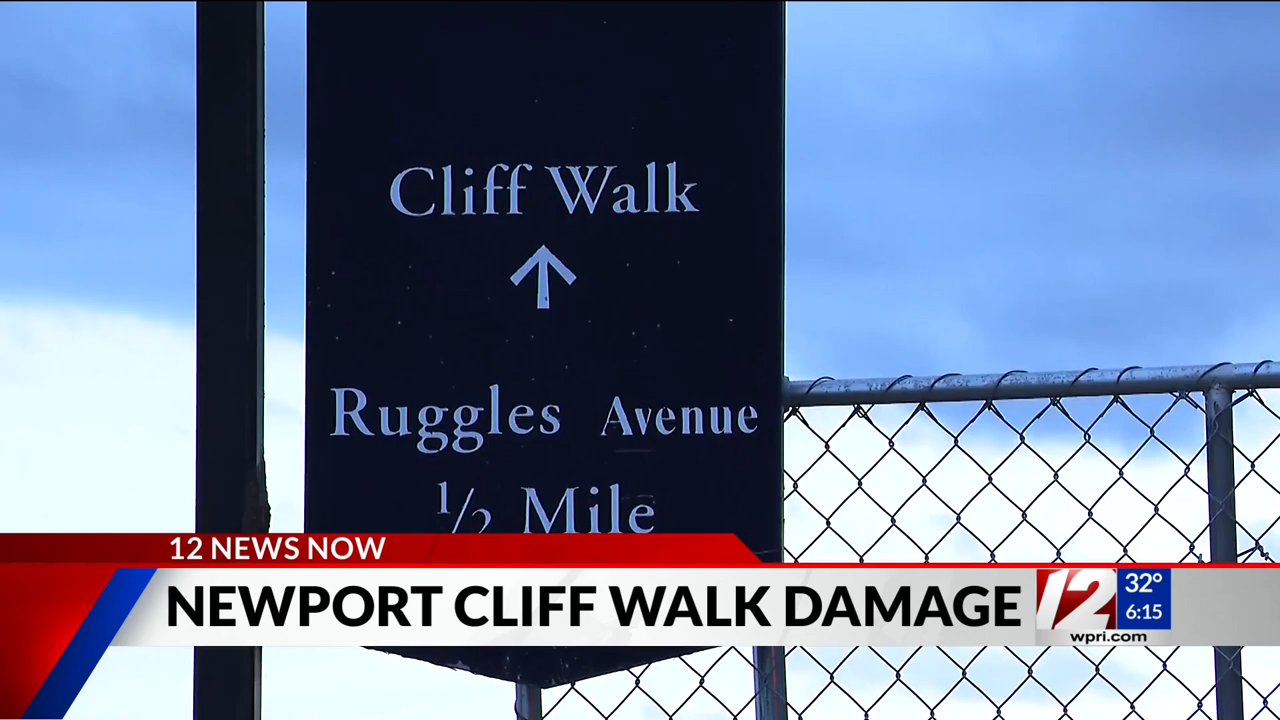 Cliff Walk
↑
Ruggles Avenue
1/2 Mile
12 NEWS NOW
NEWPORT CLIFF WALK DAMAGE
12
32°
6:15
wpri.com